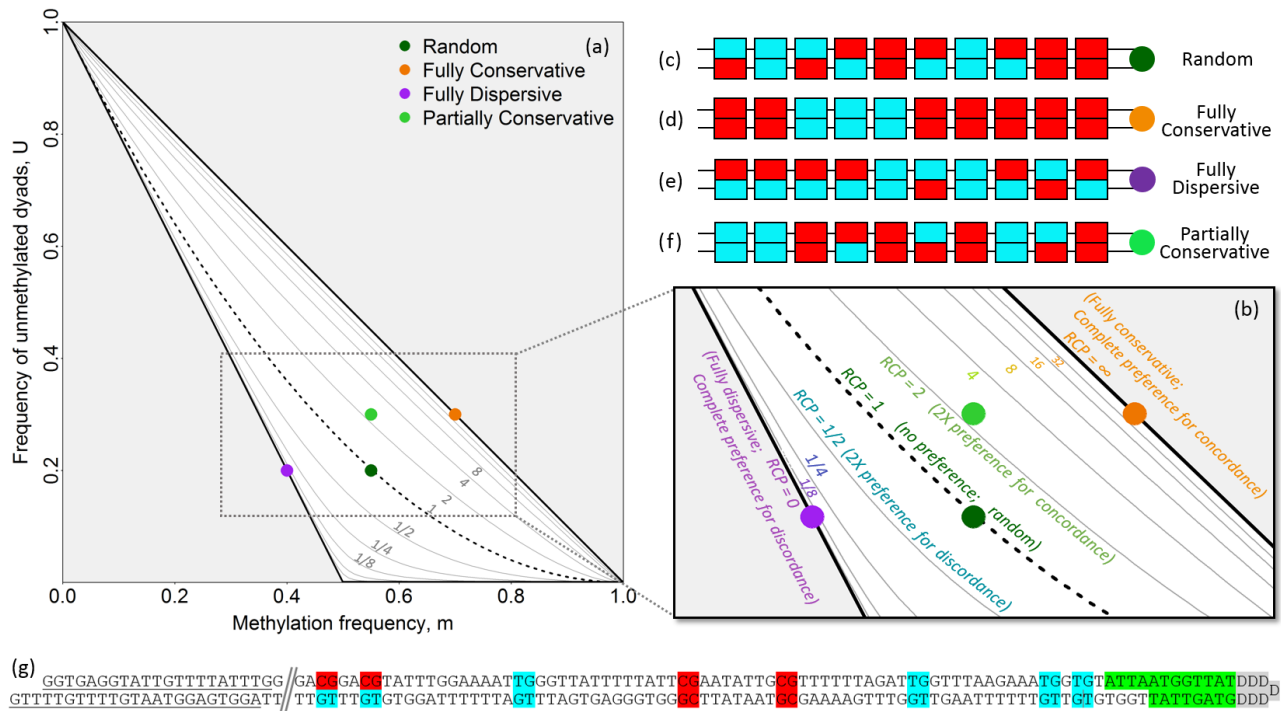 (a)
Random
Fully Conservative
Fully Dispersive
Partially Conservative
Frequency of unmethylated dyads, U
1.0
0.8
0.6
0.4
0.2
8
4
2
1
1/2
1/4
1/8
0.0
0.2
0.4
0.6
0.8
1.0
Methylation frequency, m
(c)
Random
(d)
Fully
Conservative
(e)
Fully
Dispersive
(f)
Partially
Conservative
(b)
(Fully conservative;
Complete preference for concordance)
RCP = ∞
32
16
8
4
RCP = 2 (2X preference for concordance)
RCP = 1 (no preference; random)
RCP = 1/2 (2X preference for discordance)
1/4
1/8
(Fully dispersive; RCP = 0
Complete preference for discordance)
(g)
GGTGAGGTATTGTTTTATTTGG // GACGGACGTATTTGGAAAATTGGGTTATTTTTATTCGAATATTGCGTTTTTTAGATTGGTTTAAGAAATGGTGTATTAATGGTTATDDD
GTTTTGTTTTGTAATGGAGTGGATT // TTGTTTGTGTGGATTTTTTAGTTTAGTGAGGGTGGGCTTATAATGCGAAAAGTTTGGTTGAATTTTTTGTTGTGTGGTTATTGATGDDD
D